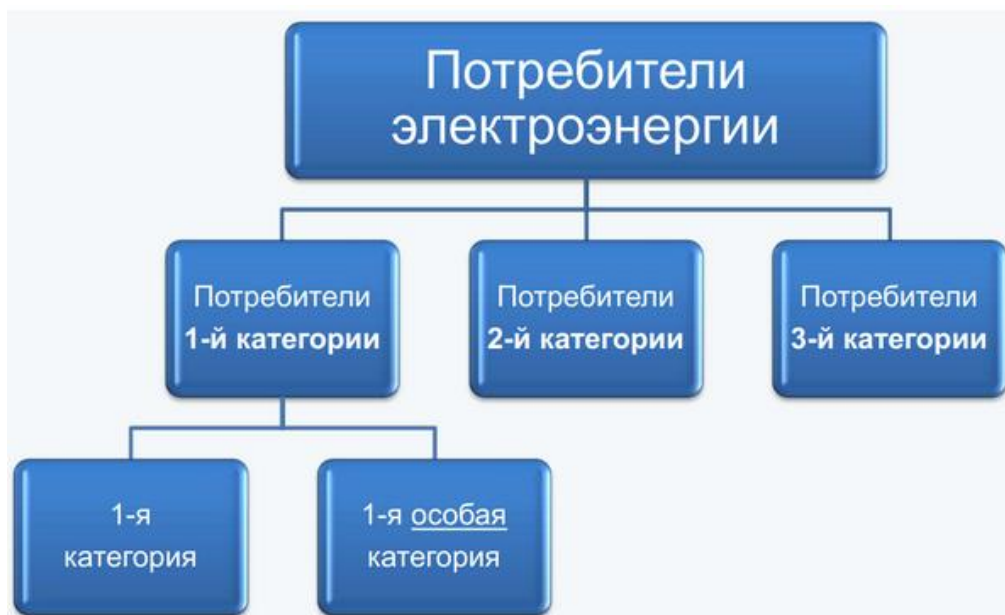 Потребители
электроэнергии
Потребители
1-й категории
Потребители
2-й категории
Потребители
3-й категории
1-я
категория
1-я особая
категория